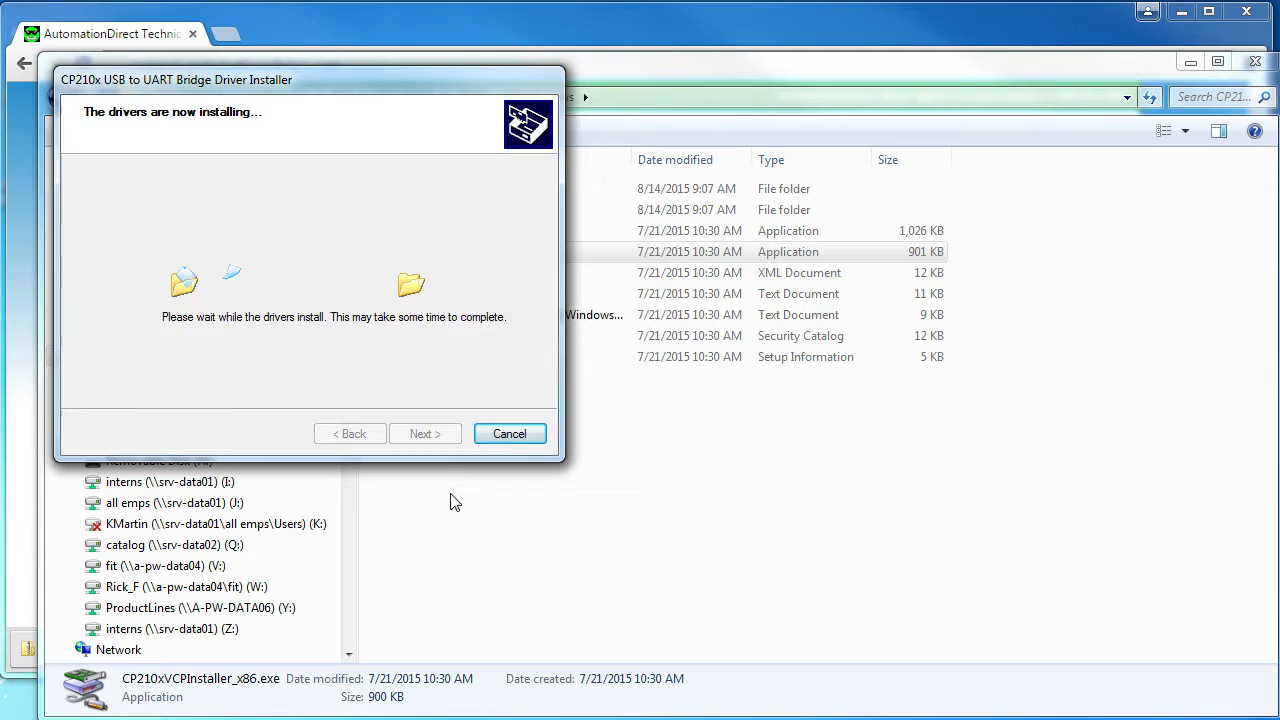 AutomationDirect Technic
CP210x USB to UART Bridge Driver Installer
The drivers are now installing...
Please wait while the drivers install. This may take some time to complete.
< Back
Next >
Cancel
Search CP21...
Date modified
Type
Size
8/14/2015 9:07 AM File folder
8/14/2015 9:07 AM File folder
7/21/2015 10:30 AM Application 1,026 KB
7/21/2015 10:30 AM Application 901 KB
7/21/2015 10:30 AM XML Document 12 KB
7/21/2015 10:30 AM Text Document 11 KB
Windows... 7/21/2015 10:30 AM Text Document 9 KB
7/21/2015 10:30 AM Security Catalog 12 KB
7/21/2015 10:30 AM Setup Information 5 KB
interns (\\srv-data01) (I:)
all emps (\\srv-data01) (J:)
KMartin (\\srv-data01\all emps\Users) (K:)
catalog (\\srv-data02) (Q:)
fit (\\a-pw-data04) (V:)
Rick_F (\\a-pw-data04\fit) (W:)
ProductLines (\\A-PW-DATA06) (Y:)
interns (\\srv-data01) (Z:)
Network
CP210xVCPInstaller_x86.exe Date modified: 7/21/2015 10:30 AM Date created: 7/21/2015 10:30 AM
Application Size: 900 KB